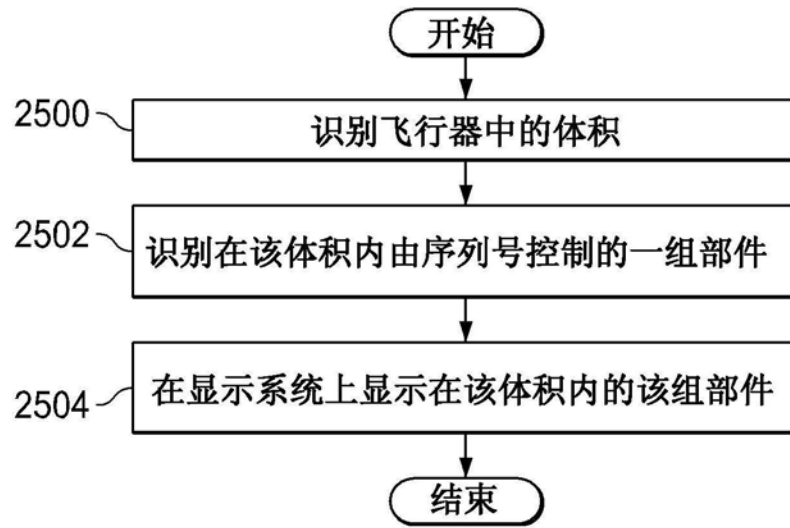 开始
2500
识别飞行器中的体积
2502
识别在该体积内由序列号控制的一组部件
2504
在显示系统上显示在该体积内的该组部件
结束